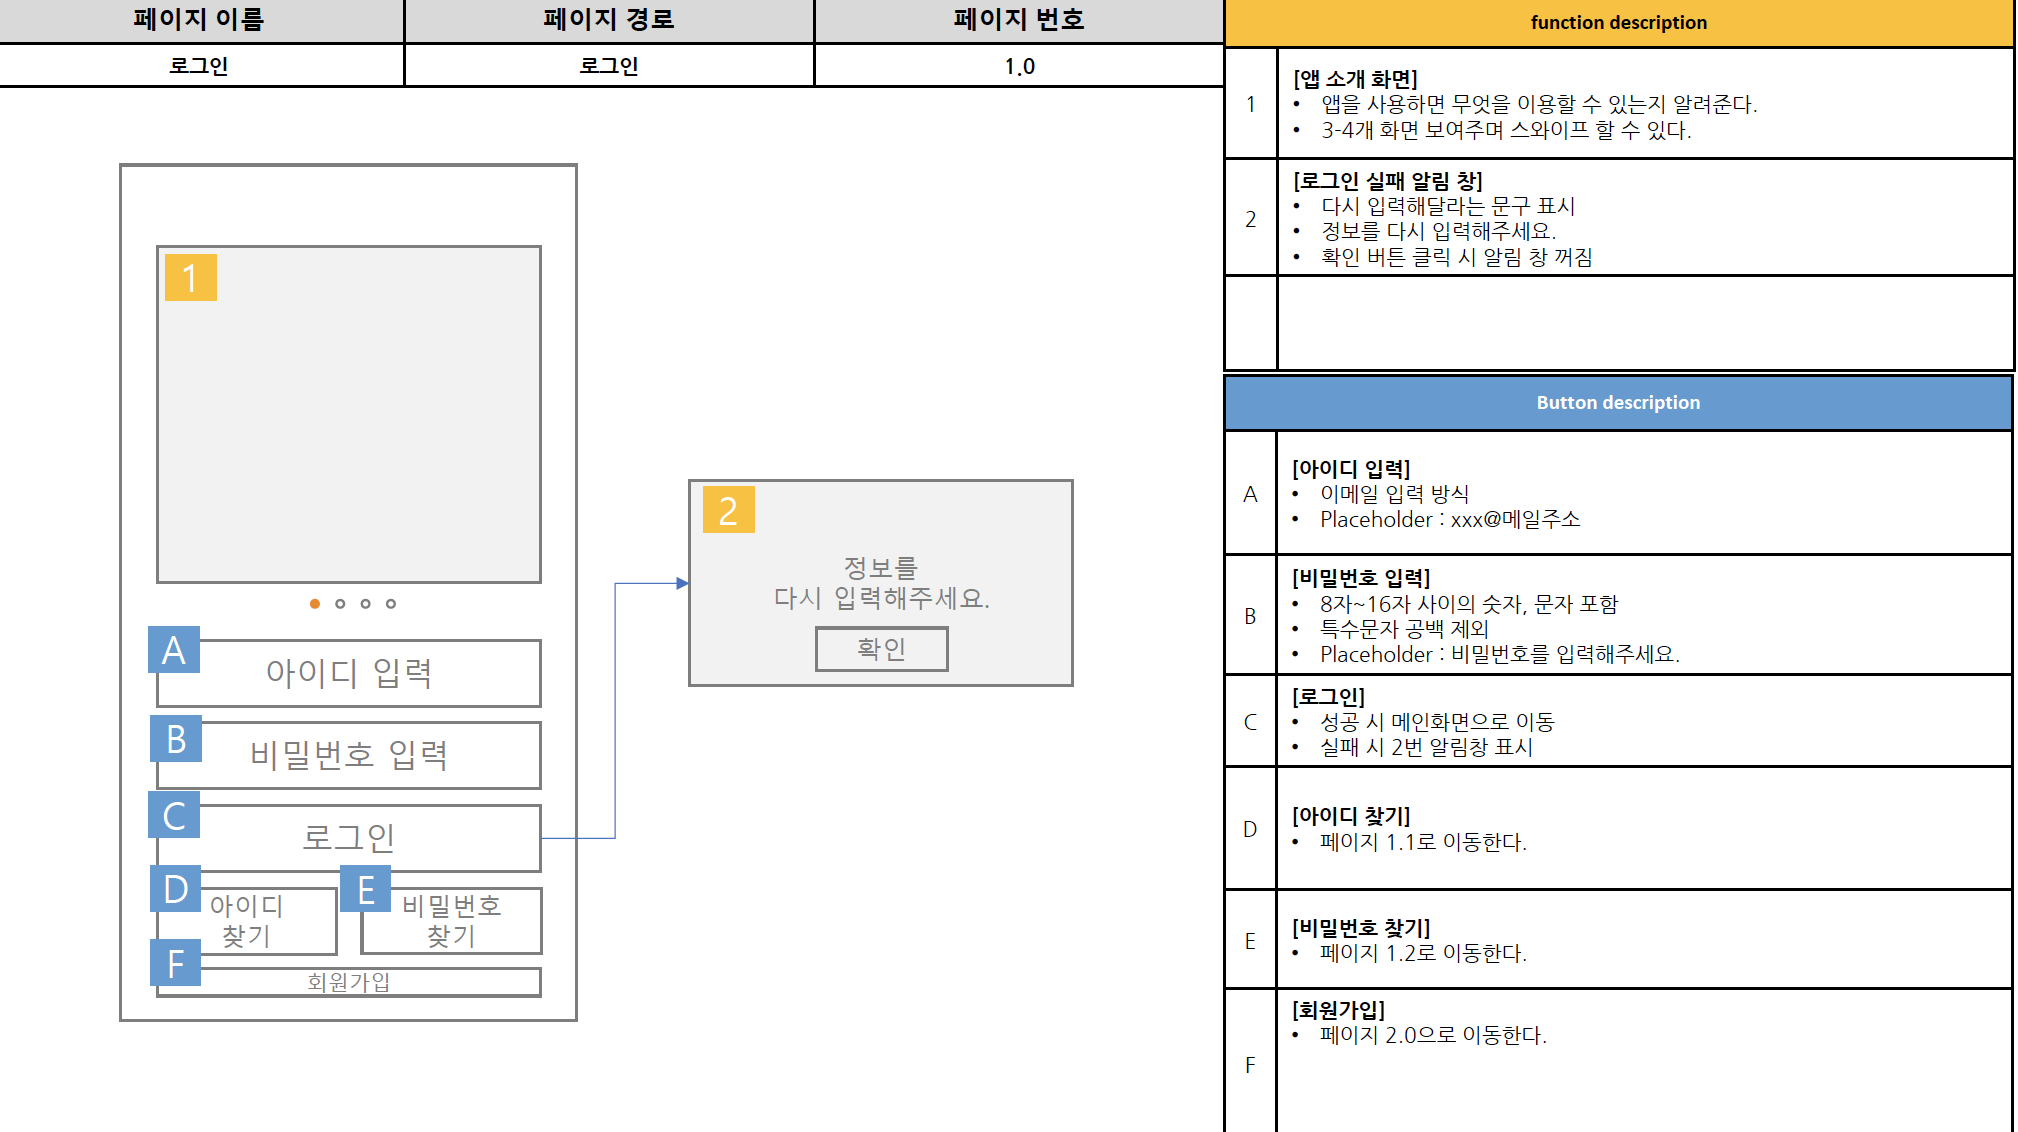 페이지 이름
페이지 경로
페이지 번호
로그인
로그인
1.0
1
2
정보를
다시 입력해주세요.
확인
A
아이디 입력
B
비밀번호 입력
C
로그인
D
아이디
찾기
E
비밀번호
찾기
F
회원가입
function description
1
[앱 소개 화면]
• 앱을 사용하면 무엇을 이용할 수 있는지 알려준다.
• 3-4개 화면 보여주며 스와이프 할 수 있다.
2
[로그인 실패 알림 창]
• 다시 입력해달라는 문구 표시
• 정보를 다시 입력해주세요.
• 확인 버튼 클릭 시 알림 창 꺼짐
Button description
A
[아이디 입력]
• 이메일 입력 방식
• Placeholder : xxx@메일주소
B
[비밀번호 입력]
• 8자~16자 사이의 숫자, 문자 포함
• 특수문자 공백 제외
• Placeholder : 비밀번호를 입력해주세요.
C
[로그인]
• 성공 시 메인화면으로 이동
• 실패 시 2번 알림창 표시
D
[아이디 찾기]
• 페이지 1.1로 이동한다.
E
[비밀번호 찾기]
• 페이지 1.2로 이동한다.
F
[회원가입]
• 페이지 2.0으로 이동한다.